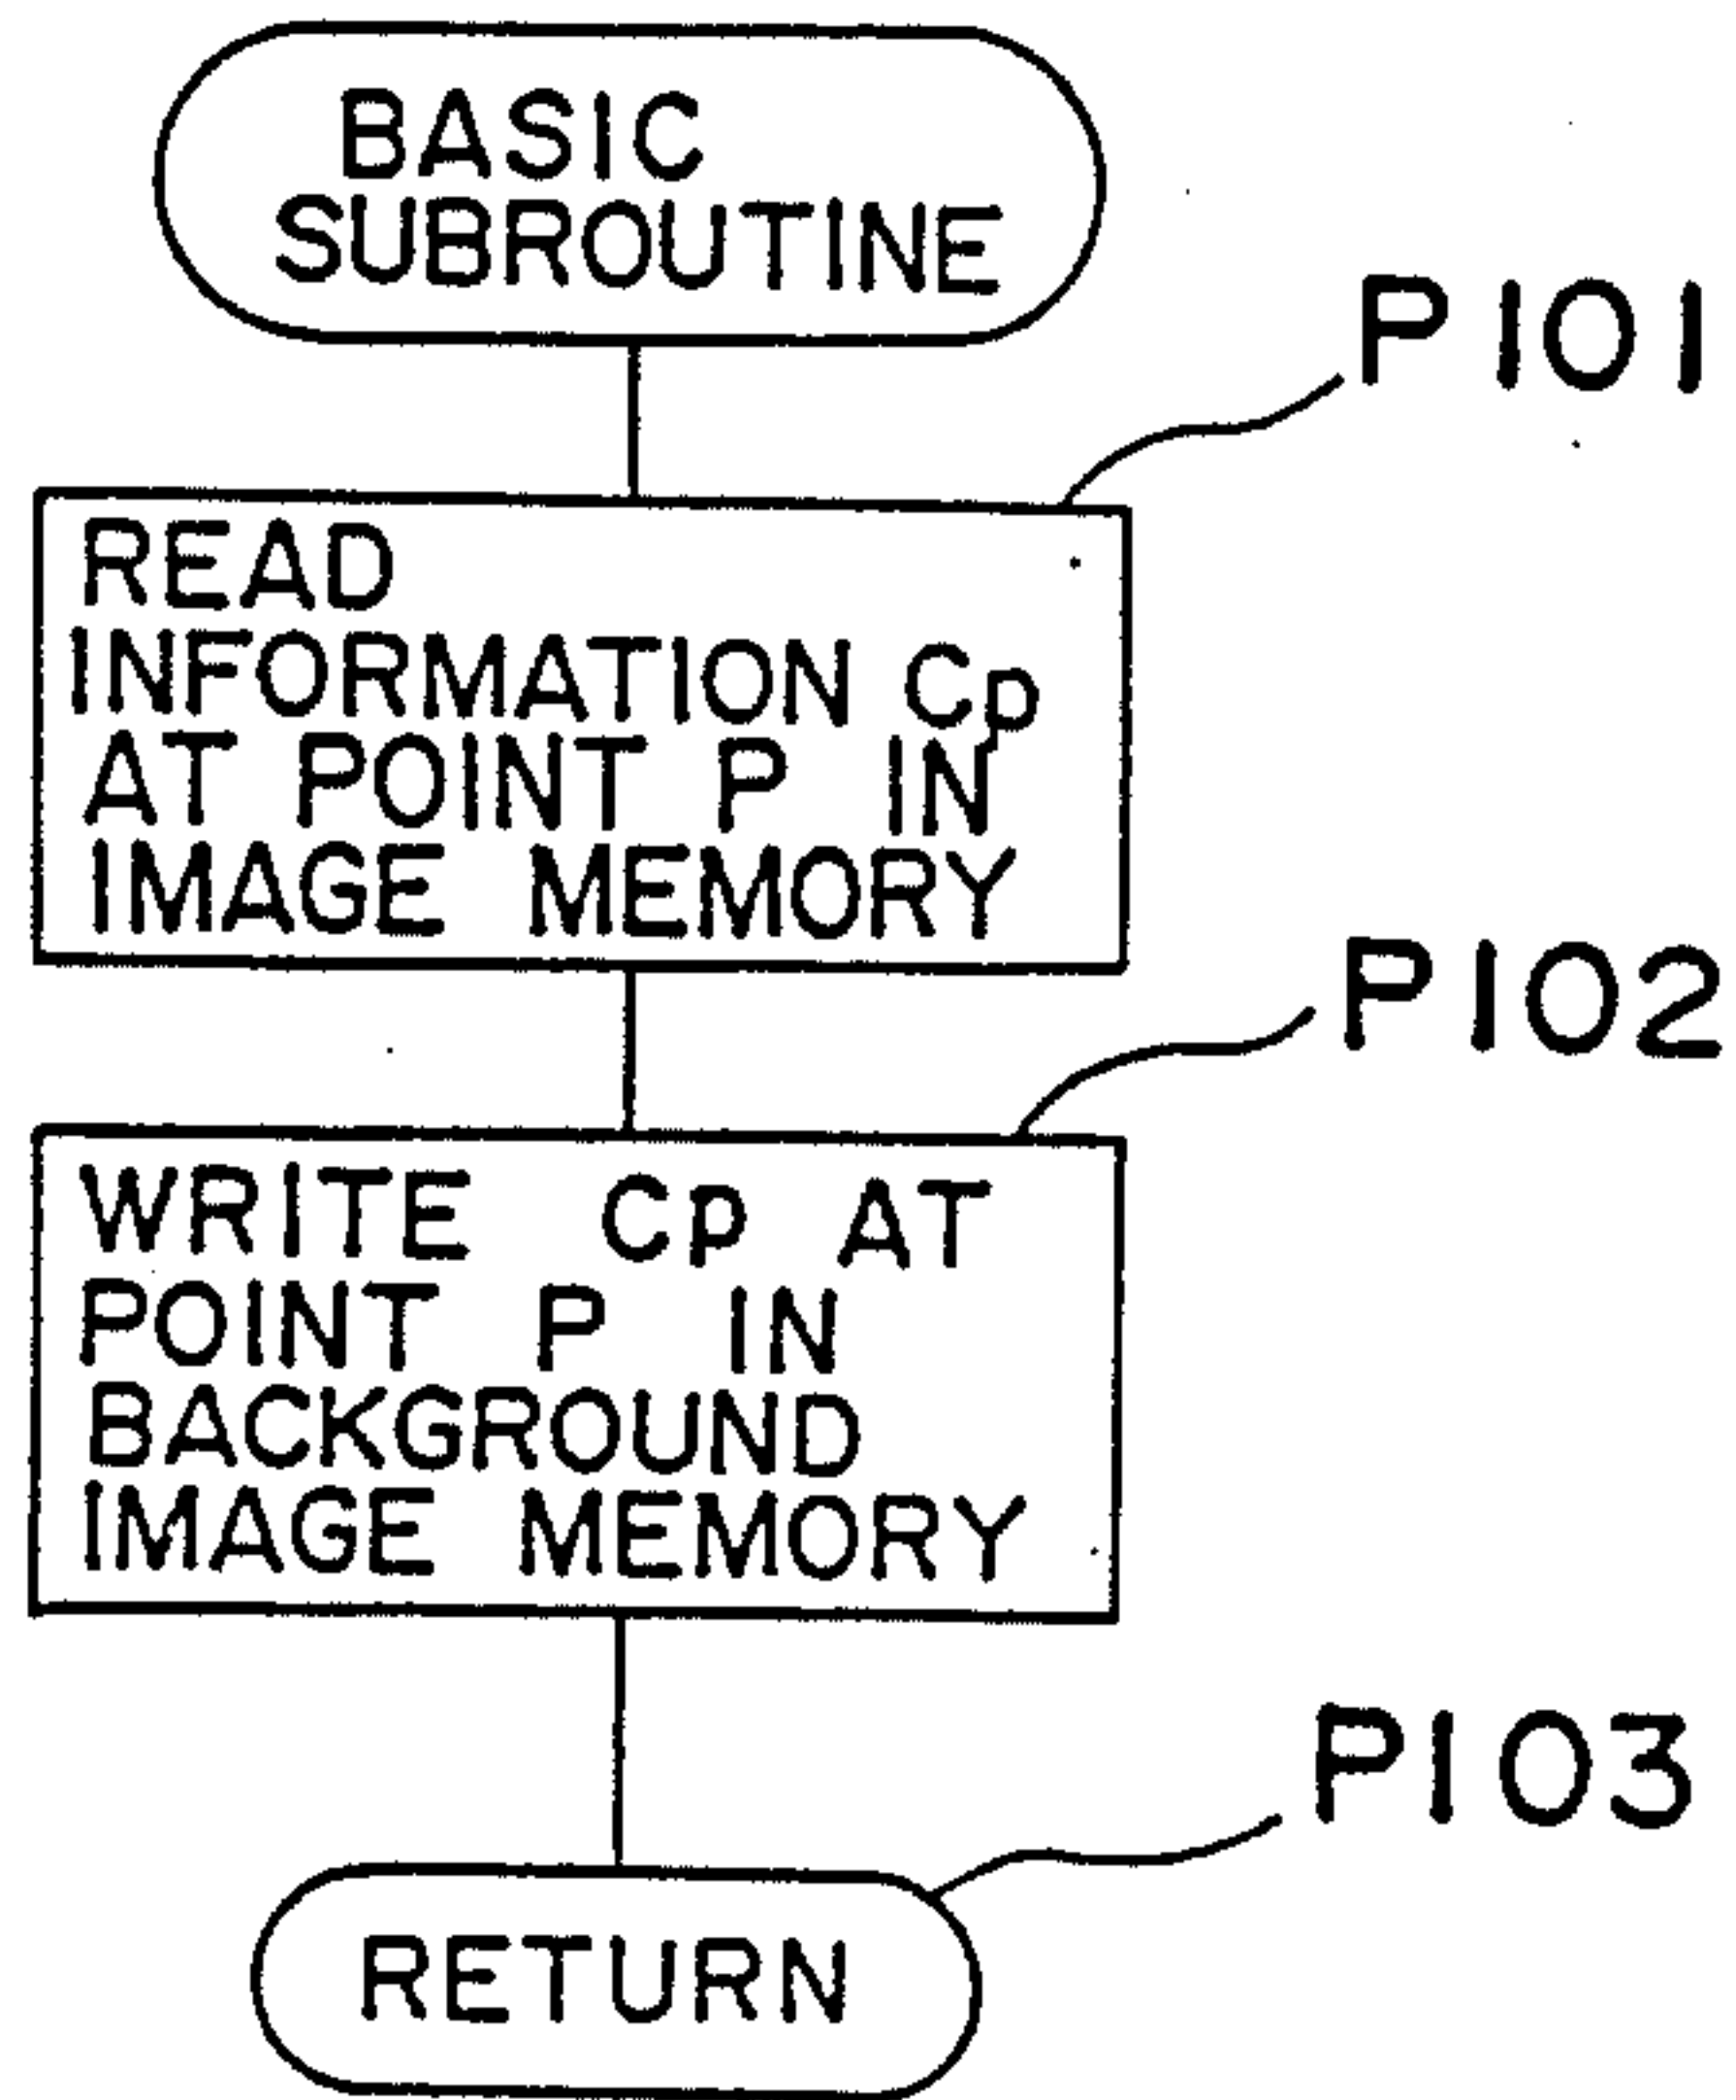 BASIC
SUBROUTINE
P101
READ
INFORMATION Cp
AT POINT P IN
IMAGE MEMORY
P102
WRITE Cp AT
POINT P IN
BACKGROUND
IMAGE MEMORY
P103
RETURN